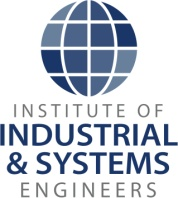 INSTITUTE OF
INDUSTRIAL
& SYSTEMS
ENGINEERS